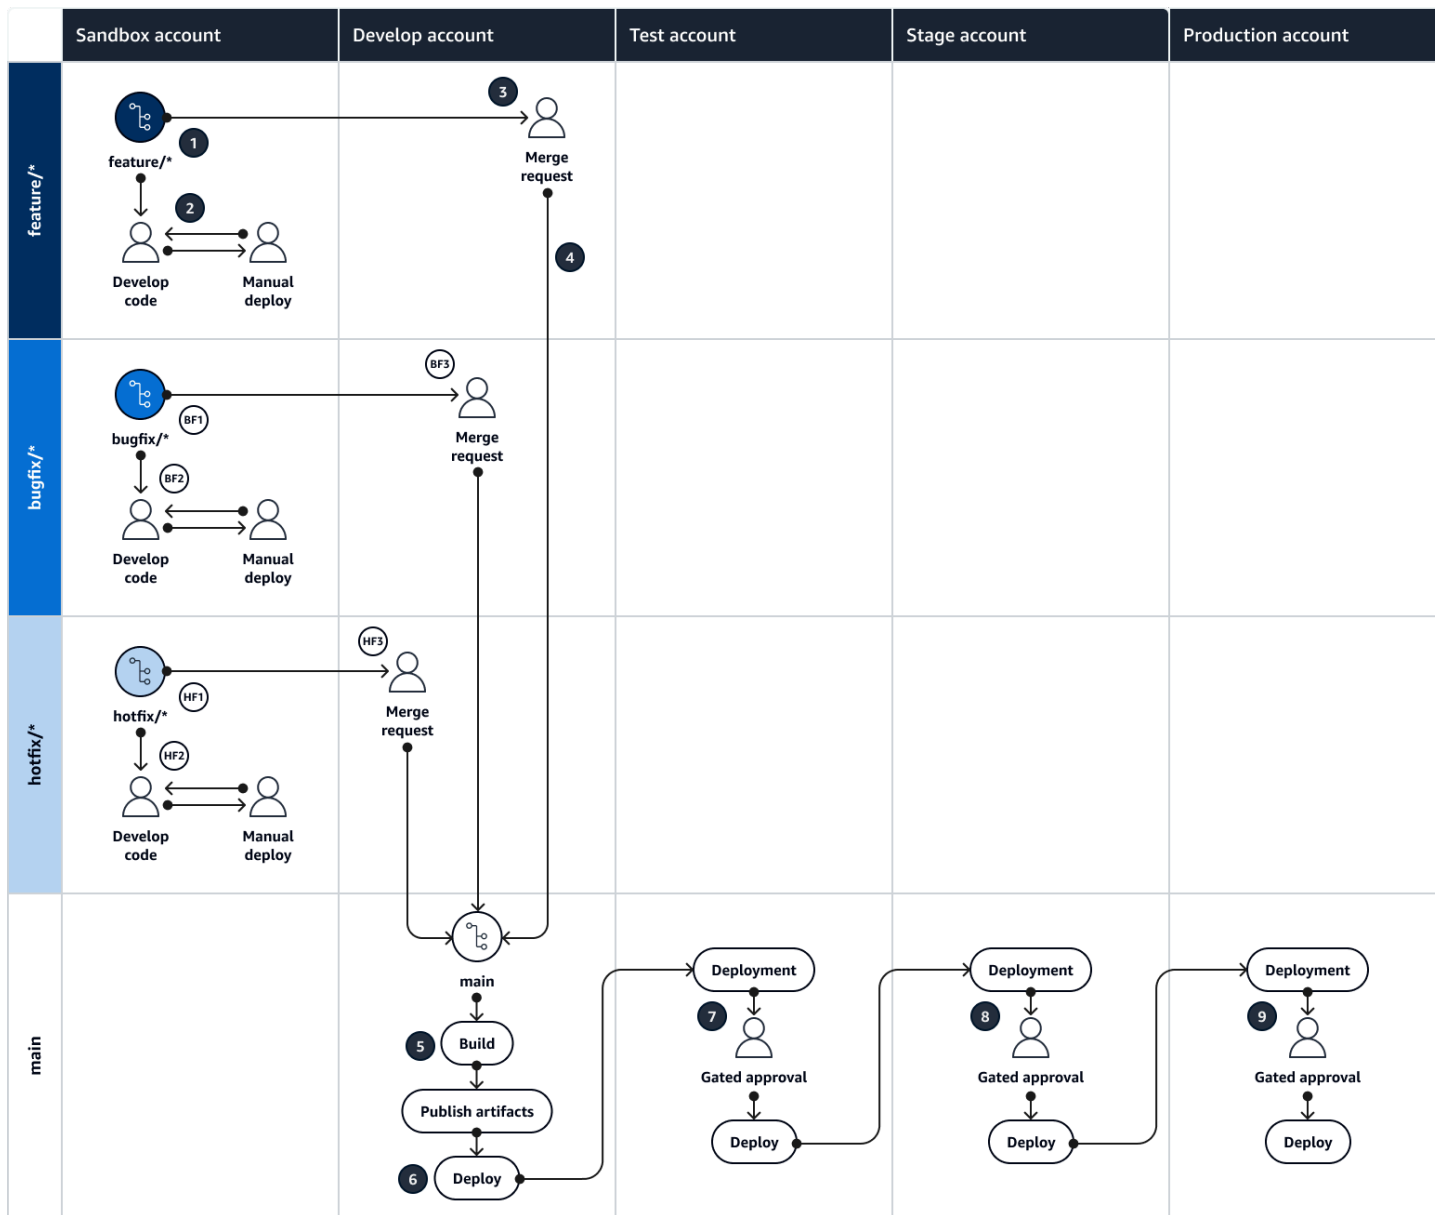 Sandbox account
Develop account
Test account
Stage account
Production account
feature/*
1
3
feature/*
Merge
request
2
4
Develop
code
Manual
deploy
bugfix/*
BF3
BF1
bugfix/*
Merge
request
BF2
Develop
code
Manual
deploy
hotfix/*
HF3
HF1
hotfix/*
Merge
request
HF2
Develop
code
Manual
deploy
main
main
5
Build
Publish artifacts
6
Deploy
Deployment
7
Gated approval
Deploy
Deployment
8
Gated approval
Deploy
Deployment
9
Gated approval
Deploy